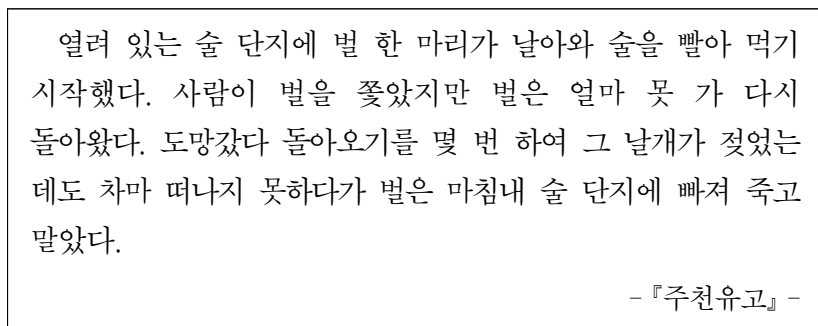 열려 있는 술 단지에 벌 한 마리가 날아와 술을 빨아 먹기
시작했다. 사람이 벌을 쫓았지만 벌은 얼마 못 가 다시
돌아왔다. 도망갔다 돌아오기를 몇 번 하여 그 날개가 젖었는
데도 차마 떠나지 못하다가 벌은 마침내 술 단지에 빠져 죽고
말았다.
-『주천유고』-